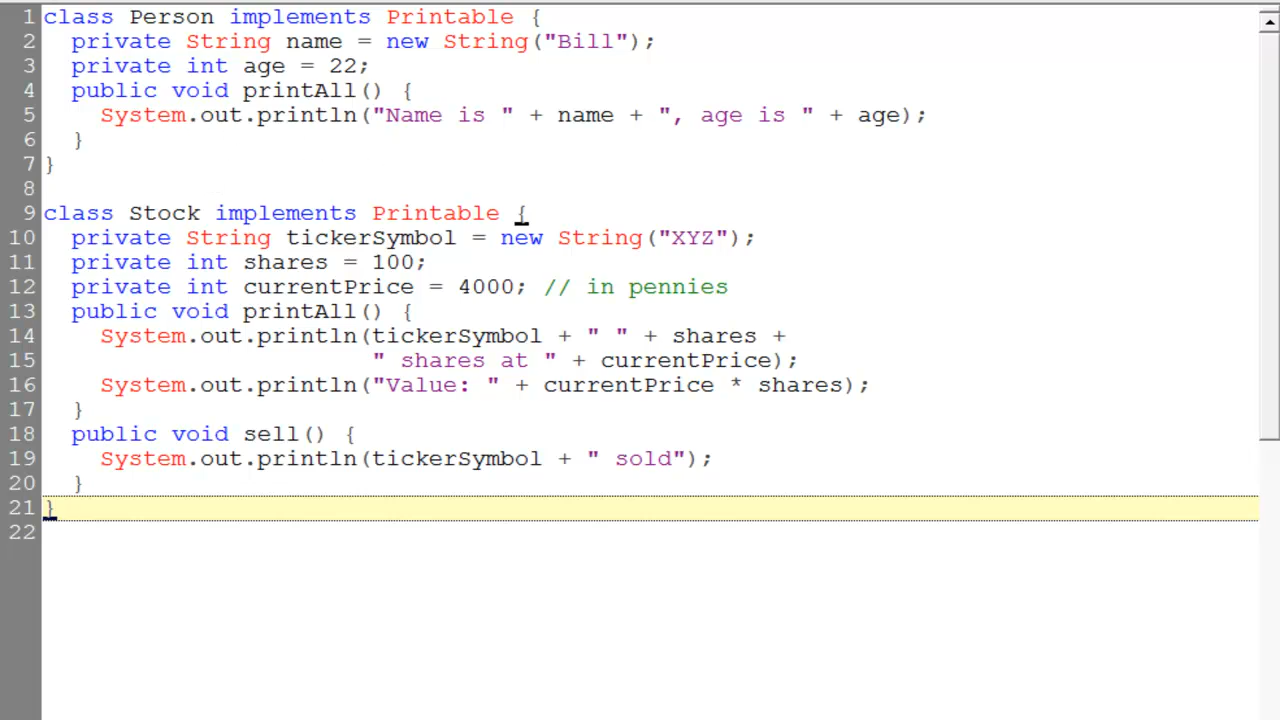 1 class Person implements Printable {
2   private String name = new String("Bill");
3   private int age = 22;
4   public void printAll() {
5     System.out.println("Name is " + name + ", age is " + age);
6   }
7 }
8
9 class Stock implements Printable {
10   private String tickerSymbol = new String("XYZ");
11   private int shares = 100;
12   private int currentPrice = 4000; // in pennies
13   public void printAll() {
14     System.out.println(tickerSymbol + " " + shares +
15                        " shares at " + currentPrice);
16     System.out.println("Value: " + currentPrice * shares);
17   }
18   public void sell() {
19     System.out.println(tickerSymbol + " sold");
20   }
21 }
22